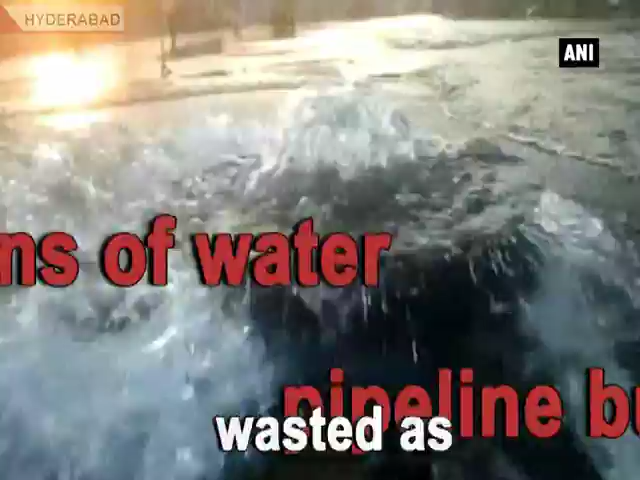 HYDERABAD
ANI
ns of water
pipeline bu
wasted as